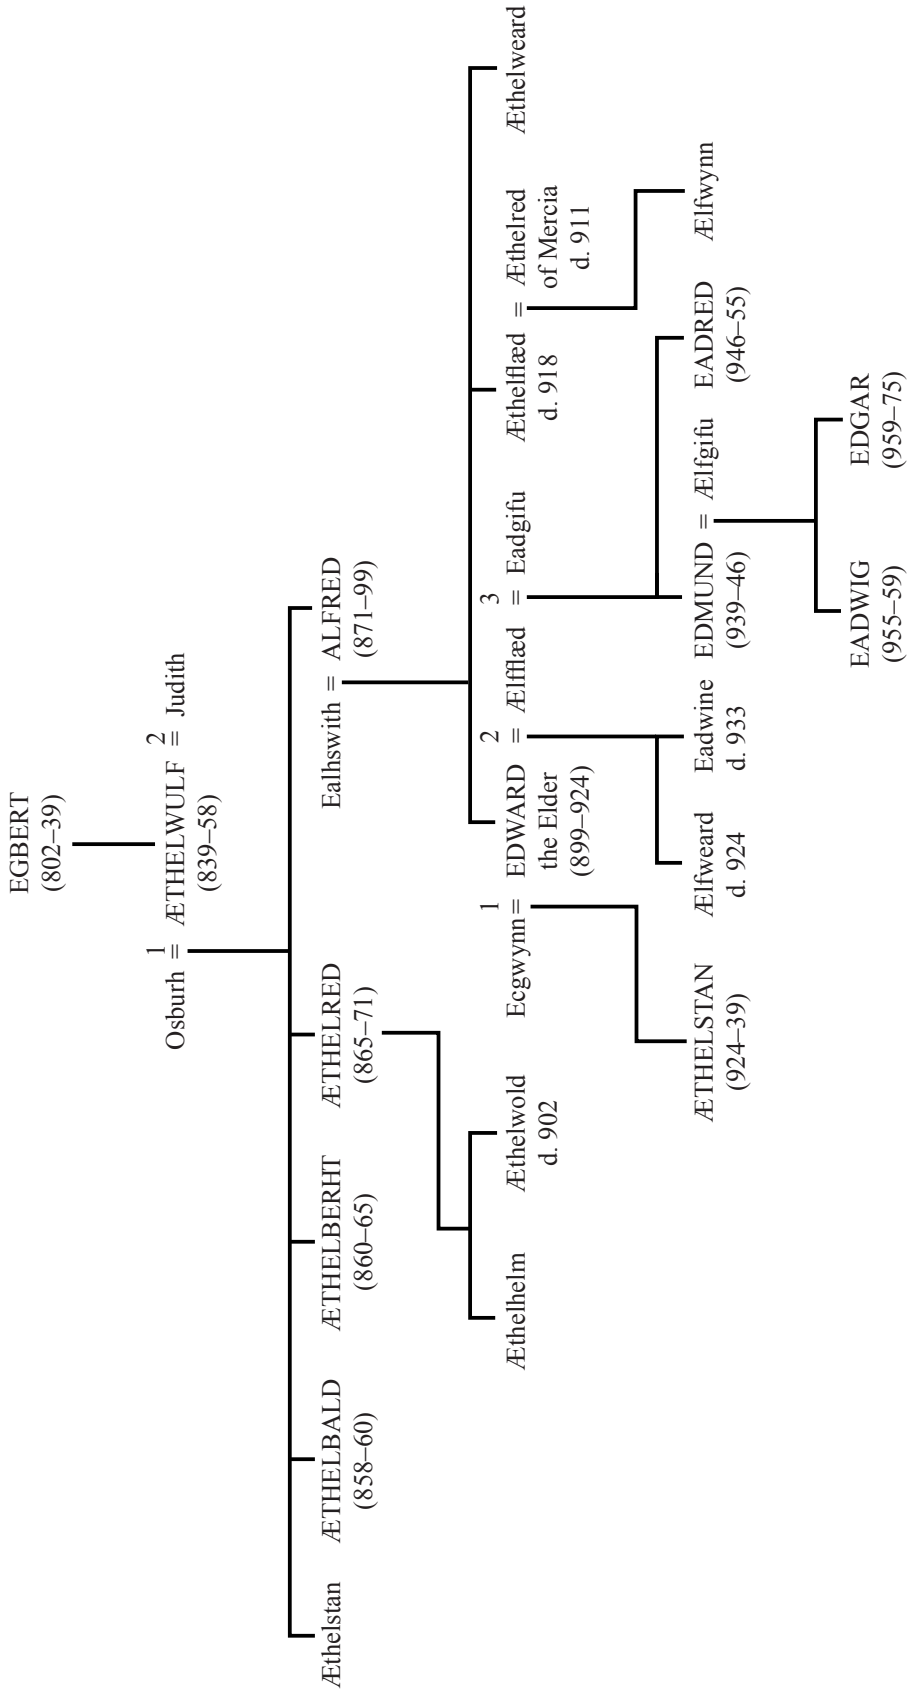 EGBERT
(802–39)
1 2
Osburh = ÆTHELWULF = Judith
(839–58)
Æthelstan
ÆTHELBALD
(858–60)
ÆTHELBERHT
(860–65)
ÆTHELRED
(865–71)
Ealhswith = ALFRED
(871–99)
Æthelhelm
Æthelwold
d. 902
1 2 3
Ecgwynn = EDWARD = Ælfflæd = Eadgifu
the Elder
(899–924)
Æthelflæd = Æthelred
d. 918
of Mercia
d. 911
Æthelweard
ÆTHELSTAN
(924–39)
Ælfweard
d. 924
Eadwine
d. 933
EDMUND = Ælfgifu
(939–46)
EADRED
(946–55)
Ælfwynn
EADWIG
(955–59)
EDGAR
(959–75)